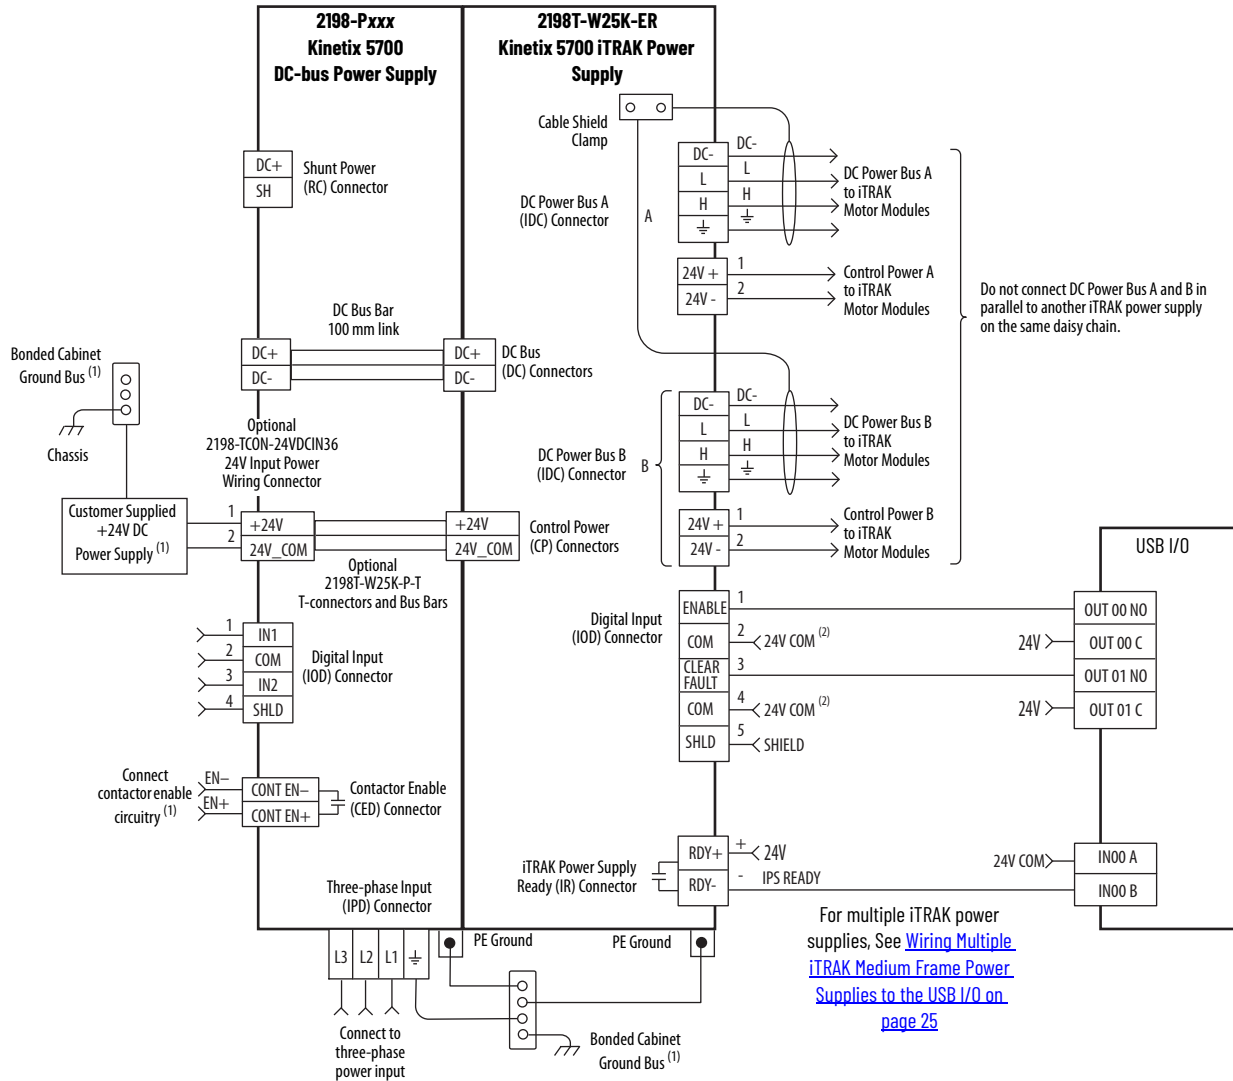 2198-Pxxx
Kinetix 5700
DC-bus Power Supply
2198T-W25K-ER
Kinetix 5700 iTRAK Power
Supply
Cable Shield
Clamp
DC+
SH
Shunt Power
(RC) Connector
DC Power Bus A
(IDC) Connector
A
DC-
L
H
DC-
L
H
DC Power Bus A
to iTRAK
Motor Modules
24V +
24V -
1
2
Control Power A
to iTRAK
Motor Modules
Do not connect DC Power Bus A and B in
parallel to another iTRAK power supply
on the same daisy chain.
DC Bus Bar
100 mm link
DC+
DC-
DC+
DC-
DC Bus
(DC) Connectors
Bonded Cabinet
Ground Bus (1)
Chassis
Optional
2198-TCON-24VDCIN36
24V Input Power
Wiring Connector
DC Power Bus B
(IDC) Connector
B
DC-
L
H
DC-
L
H
DC Power Bus B
to iTRAK
Motor Modules
24V +
24V -
1
2
Control Power B
to iTRAK
Motor Modules
Customer Supplied
+24V DC
Power Supply (1)
1
2
+24V
24V_COM
+24V
24V_COM
Control Power
(CP) Connectors
Optional
2198T-W25K-P-T
T-connectors and Bus Bars
USB I/O
1
2
3
4
IN1
COM
IN2
SHLD
Digital Input
(IOD) Connector
Digital Input
(IOD) Connector
ENABLE
COM
CLEAR
FAULT
COM
SHLD
1
2
24V COM (2)
3
4
24V COM (2)
5
SHIELD
OUT 00 NO
24V
OUT 00 C
OUT 01 NO
24V
OUT 01 C
Connect
contactor enable
circuitry (1)
EN–
EN+
CONT EN–
CONT EN+
Contactor Enable
(CED) Connector
iTRAK Power Supply
Ready (IR) Connector
RDY+
RDY-
+
24V
-
IPS READY
24V COM
IN00 A
IN00 B
Three-phase Input
(IPD) Connector
L3
L2
L1
PE Ground
PE Ground
Connect to
three-phase
power input
Bonded Cabinet
Ground Bus (1)
For multiple iTRAK power
supplies, See Wiring Multiple
iTRAK Medium Frame Power
Supplies to the USB I/O on
page 25